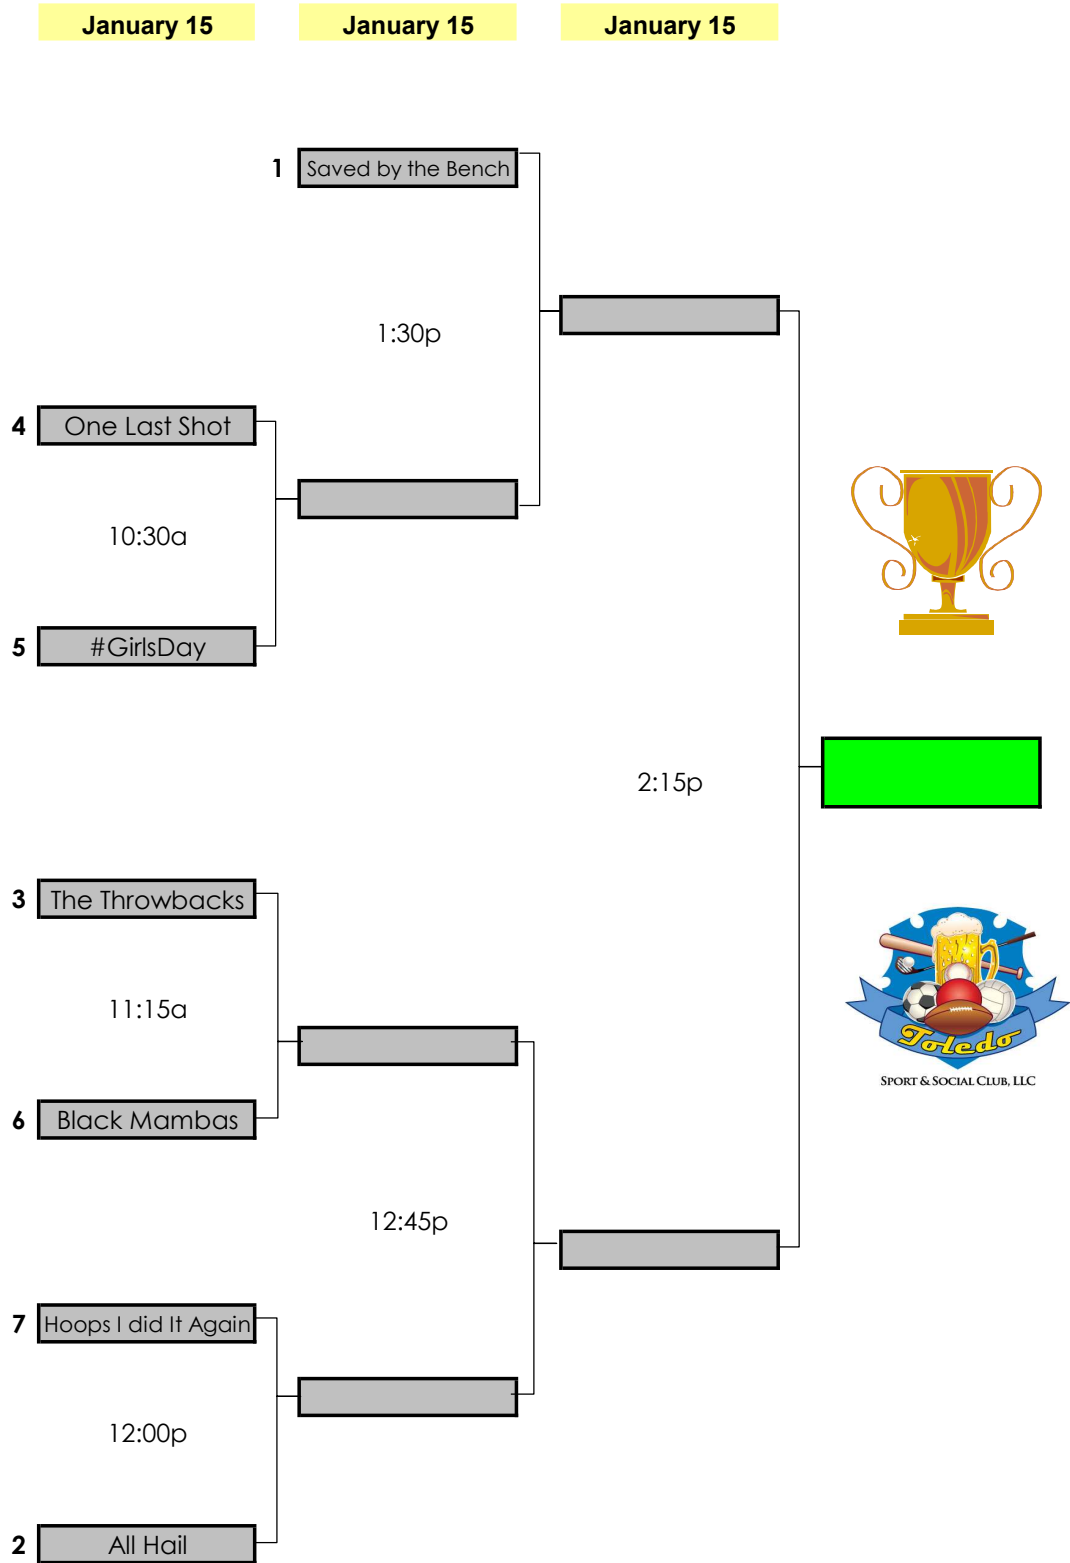 January 15 January 15 January 15
1 Saved by the Bench
1:30p
4 One Last Shot
10:30a
5 #GirlsDay
2:15p
3 The Throwbacks
11:15a
Toledo
SPORT & SOCIAL CLUB, LLC
6 Black Mambas
12:45p
7 Hoops I did It Again
12:00p
2 All Hail